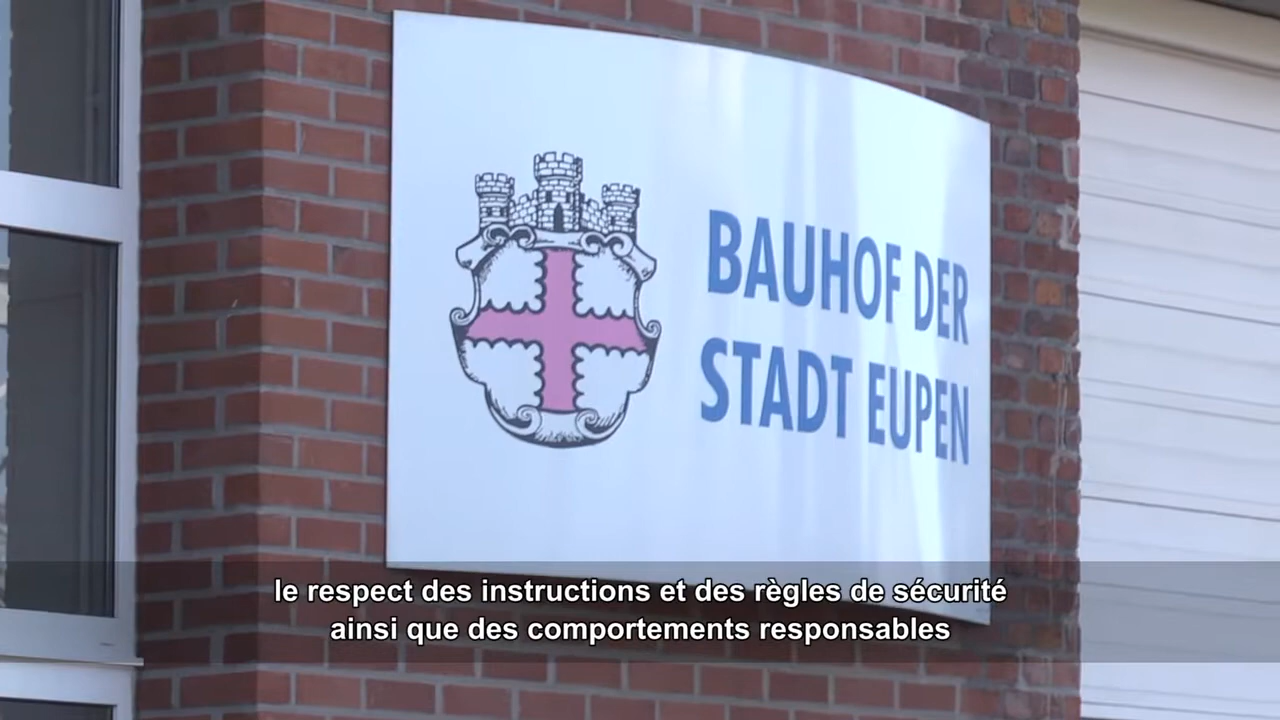 BAUHOF DER
STADT EUPEN
le respect des instructions et des règles de sécurité
ainsi que des comportements responsables